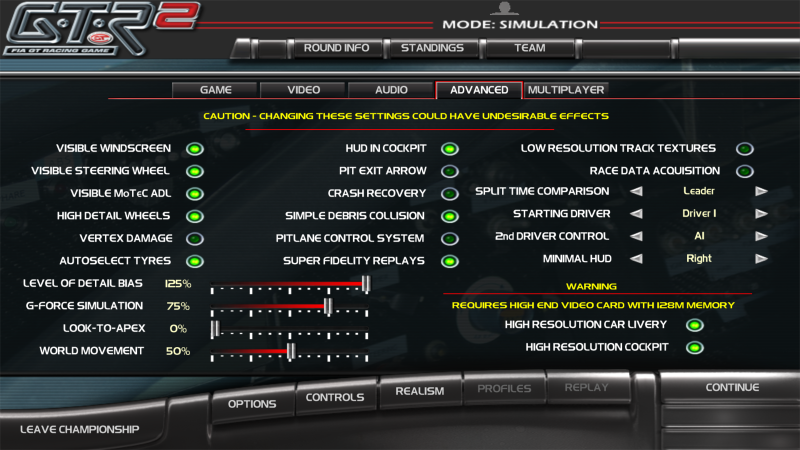 GTR2
FIA GT RACING GAME
MODE: SIMULATION
ROUND INFO STANDINGS TEAM
GAME VIDEO AUDIO ADVANCED MULTIPLAYER
CAUTION - CHANGING THESE SETTINGS COULD HAVE UNDESIRABLE EFFECTS
VISIBLE WINDSCREEN
VISIBLE STEERING WHEEL
VISIBLE MoTeC ADL
HIGH DETAIL WHEELS
VERTEX DAMAGE
AUTOSELECT TYRES
HUD IN COCKPIT
PIT EXIT ARROW
CRASH RECOVERY
SIMPLE DEBRIS COLLISION
PITLANE CONTROL SYSTEM
SUPER FIDELITY REPLAYS
LOW RESOLUTION TRACK TEXTURES
RACE DATA ACQUISITION
SPLIT TIME COMPARISON Leader
STARTING DRIVER Driver 1
2nd DRIVER CONTROL AI
MINIMAL HUD Right
LEVEL OF DETAIL BIAS 125%
G-FORCE SIMULATION 75%
LOOK-TO-APEX 0%
WORLD MOVEMENT 50%
WARNING
REQUIRES HIGH END VIDEO CARD WITH 128M MEMORY
HIGH RESOLUTION CAR LIVERY
HIGH RESOLUTION COCKPIT
LEAVE CHAMPIONSHIP
OPTIONS CONTROLS REALISM PROFILES REPLAY CONTINUE